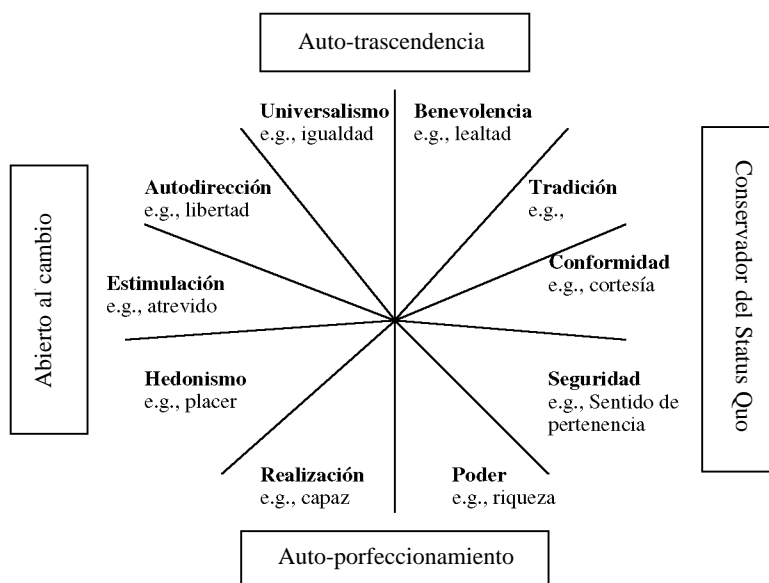 Auto-trascendencia
Universalismo
e.g., igualdad
Benevolencia
e.g., lealtad
Autodirección
e.g., libertad
Tradición
e.g.,
Estimulación
e.g., atrevido
Conformidad
e.g., cortesía
Hedonismo
e.g., placer
Seguridad
e.g., Sentido de
pertenencia
Realización
e.g., capaz
Poder
e.g., riqueza
Abierto al cambio
Conservador del Status Quo
Auto-porfeccionamiento